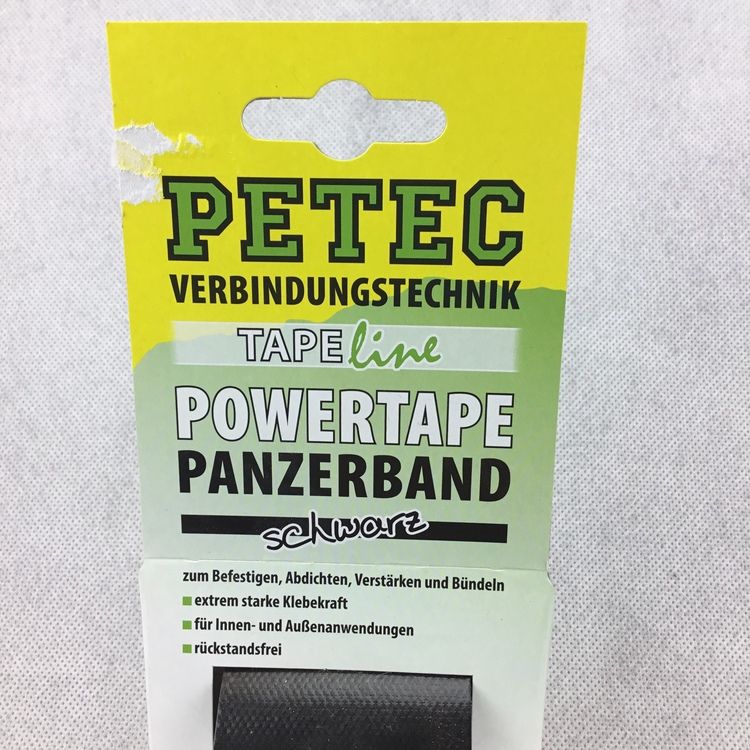 PETEC
VERBINDUNGSTECHNIK
TAPE line
POWERTAPE
PANZERBAND
schwarz
zum Befestigen, Abdichten, Verstärken und Bündeln
extrem starke Klebekraft
für Innen- und Außenanwendungen
rückstandsfrei